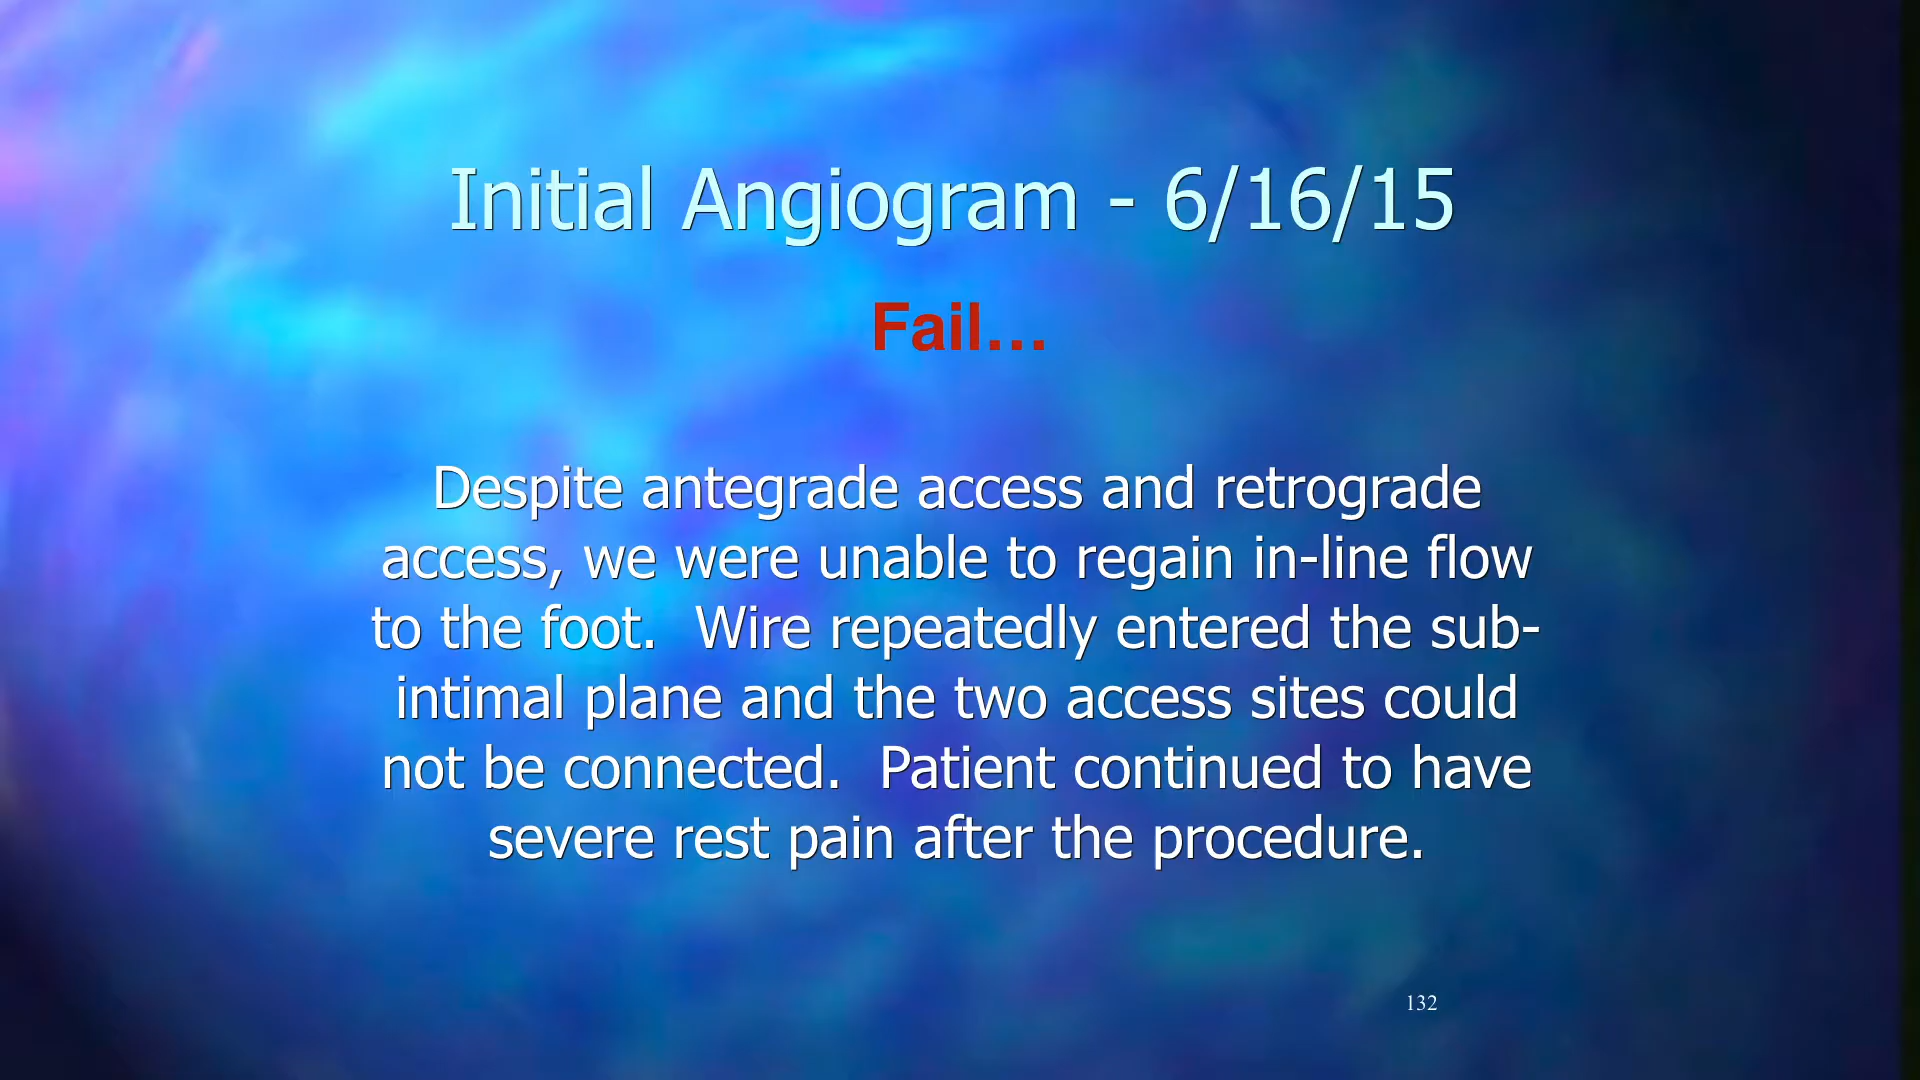 Initial Angiogram - 6/16/15
Fail...
Despite antegrade access and retrograde
access, we were unable to regain in-line flow
to the foot.  Wire repeatedly entered the sub-
intimal plane and the two access sites could
not be connected.  Patient continued to have
severe rest pain after the procedure.
132